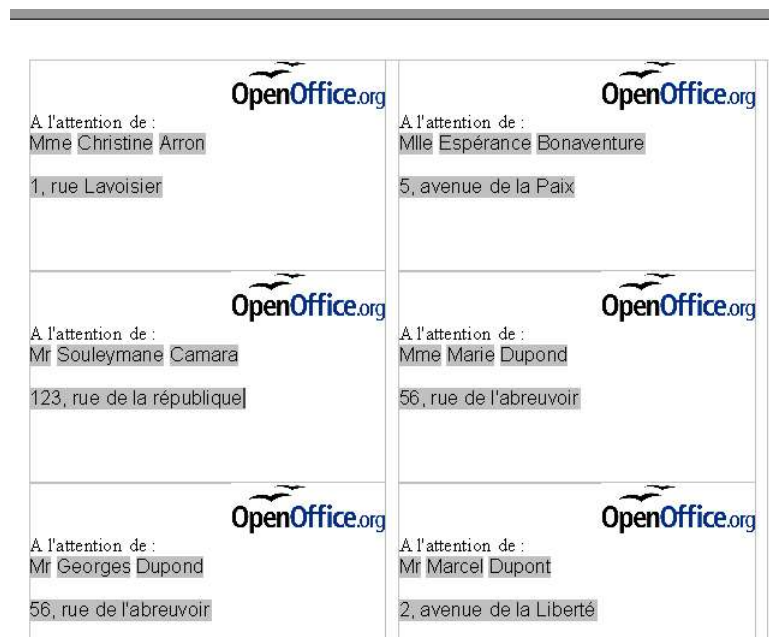 OpenOffice.org
A l'attention de :
Mme Christine Arron
1, rue Lavoisier
OpenOffice.org
A l'attention de :
Mlle Espérance Bonaventure
5, avenue de la Paix
OpenOffice.org
A l'attention de :
Mr Souleymane Camara
123, rue de la république
OpenOffice.org
A l'attention de :
Mme Marie Dupond
56, rue de l'abreuvoir
OpenOffice.org
A l'attention de :
Mr Georges Dupond
56, rue de l'abreuvoir
OpenOffice.org
A l'attention de :
Mr Marcel Dupont
2, avenue de la Liberté